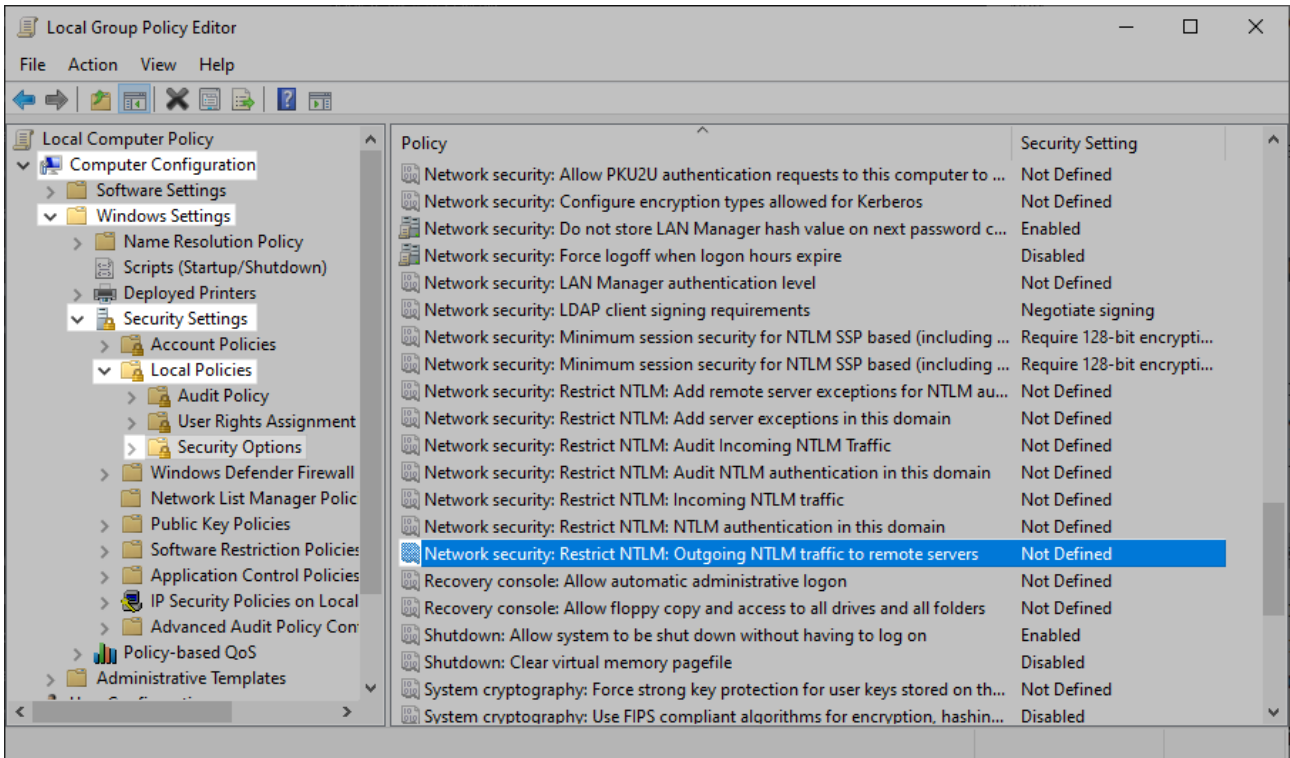 Local Group Policy Editor
File Action View Help
Local Computer Policy
Computer Configuration
Software Settings
Windows Settings
Name Resolution Policy
Scripts (Startup/Shutdown)
Deployed Printers
Security Settings
Account Policies
Local Policies
Audit Policy
User Rights Assignment
Security Options
Windows Defender Firewall
Network List Manager Polic
Public Key Policies
Software Restriction Policies
Application Control Policies
IP Security Policies on Local
Advanced Audit Policy Con
Policy-based QoS
Administrative Templates
Policy Security Setting
Network security: Allow PKU2U authentication requests to this computer to ... Not Defined
Network security: Configure encryption types allowed for Kerberos Not Defined
Network security: Do not store LAN Manager hash value on next password c... Enabled
Network security: Force logoff when logon hours expire Disabled
Network security: LAN Manager authentication level Not Defined
Network security: LDAP client signing requirements Negotiate signing
Network security: Minimum session security for NTLM SSP based (including ... Require 128-bit encrypti...
Network security: Minimum session security for NTLM SSP based (including ... Require 128-bit encrypti...
Network security: Restrict NTLM: Add remote server exceptions for NTLM au... Not Defined
Network security: Restrict NTLM: Add server exceptions in this domain Not Defined
Network security: Restrict NTLM: Audit Incoming NTLM Traffic Not Defined
Network security: Restrict NTLM: Audit NTLM authentication in this domain Not Defined
Network security: Restrict NTLM: Incoming NTLM traffic Not Defined
Network security: Restrict NTLM: NTLM authentication in this domain Not Defined
Network security: Restrict NTLM: Outgoing NTLM traffic to remote servers Not Defined
Recovery console: Allow automatic administrative logon Not Defined
Recovery console: Allow floppy copy and access to all drives and all folders Not Defined
Shutdown: Allow system to be shut down without having to log on Enabled
Shutdown: Clear virtual memory pagefile Disabled
System cryptography: Force strong key protection for user keys stored on th... Not Defined
System cryptography: Use FIPS compliant algorithms for encryption, hashin... Disabled